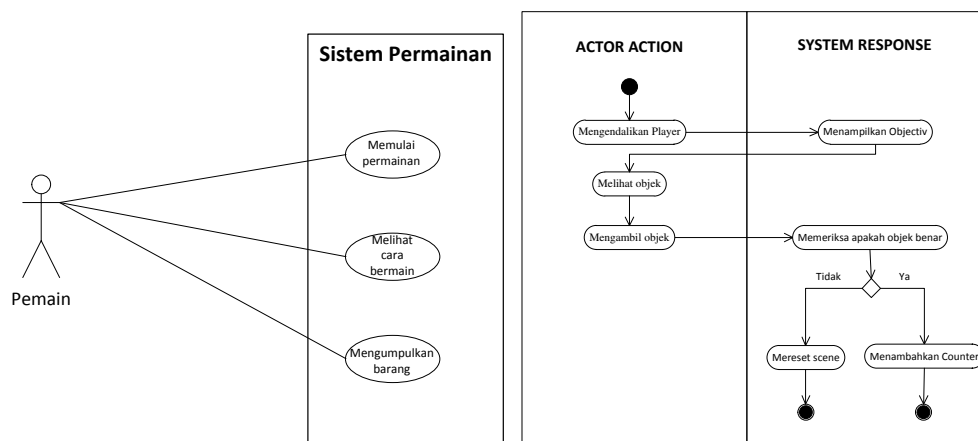 Sistem Permainan
Memulai
permainan
Melihat
cara
bermain
Mengumpulkan
barang
Pemain
ACTOR ACTION
SYSTEM RESPONSE
Mengendalikan Player
Menampilkan Objectiv
Melihat objek
Mengambil objek
Memeriksa apakah objek benar
Tidak
Ya
Mereset scene
Menambahkan Counter